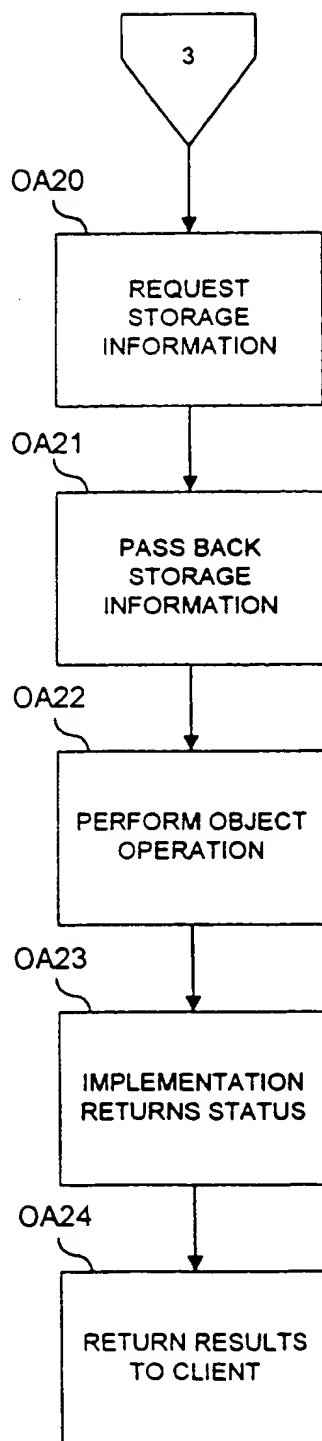 3
OA20
REQUEST
STORAGE
INFORMATION
OA21
PASS BACK
STORAGE
INFORMATION
OA22
PERFORM OBJECT
OPERATION
OA23
IMPLEMENTATION
RETURNS STATUS
OA24
RETURN RESULTS
TO CLIENT